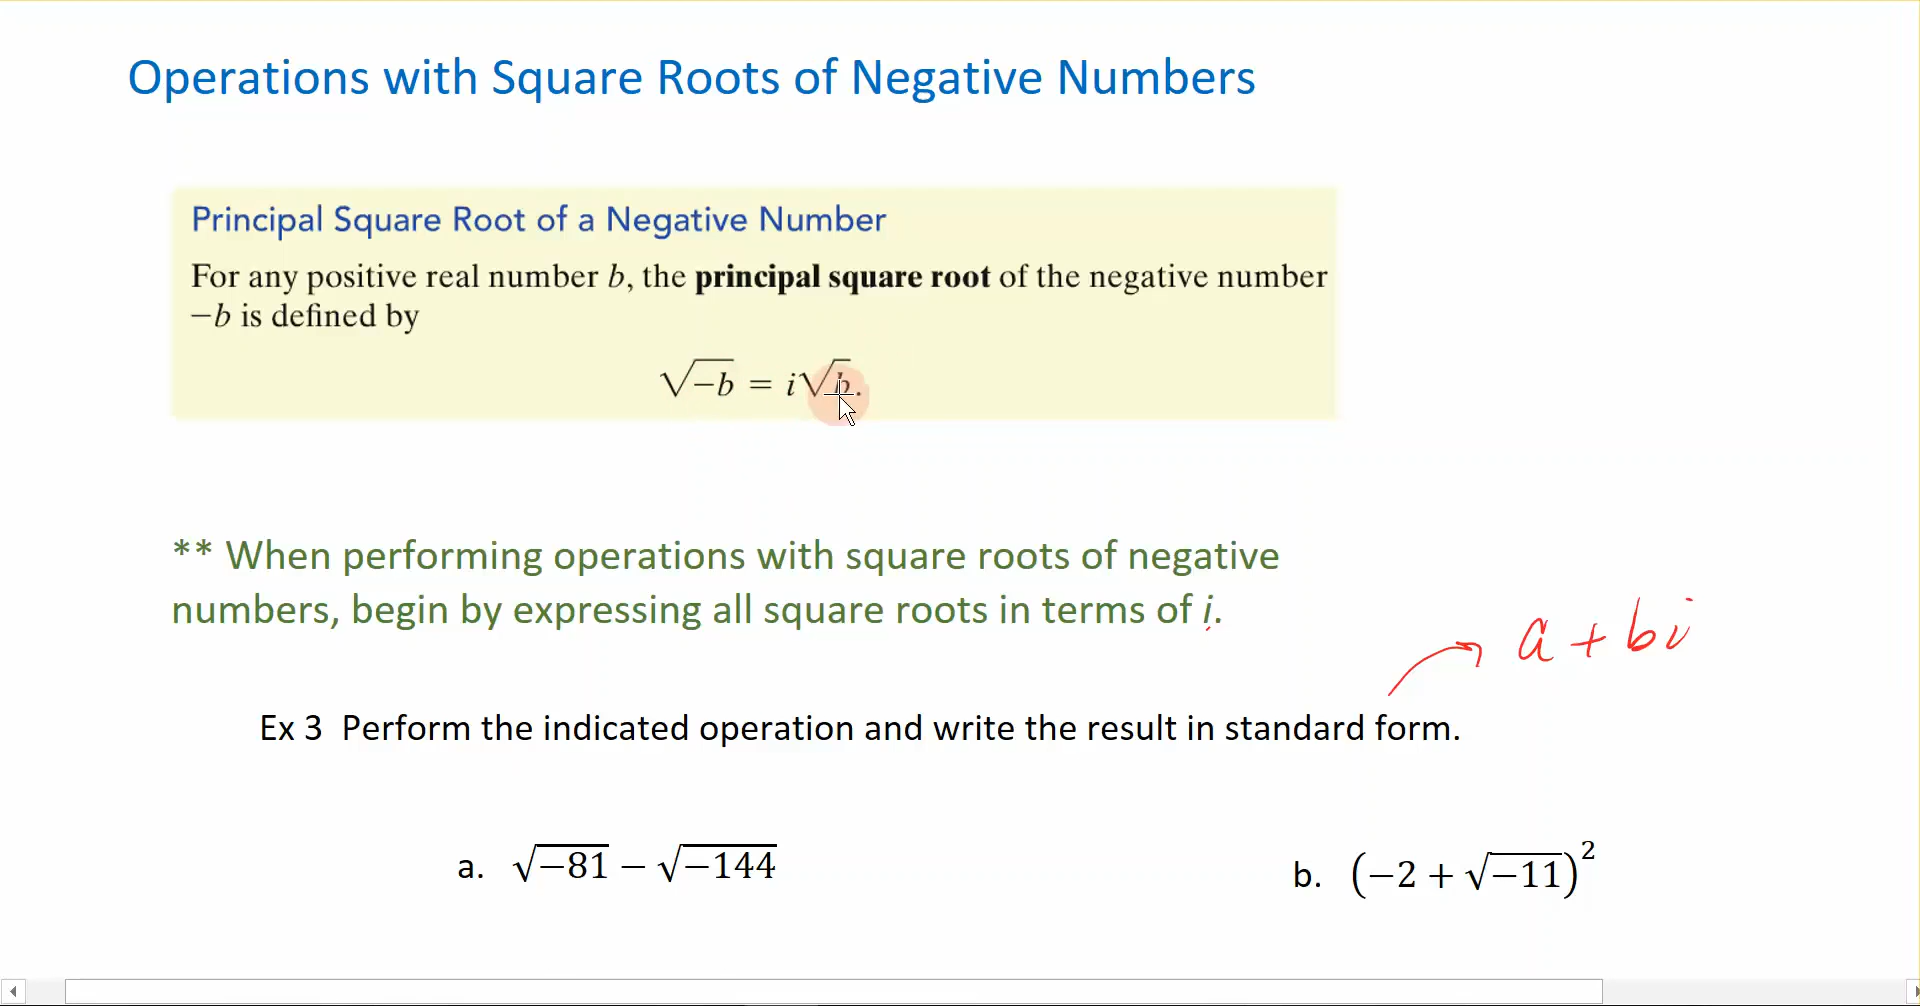 Operations with Square Roots of Negative Numbers
Principal Square Root of a Negative Number
For any positive real number b, the principal square root of the negative number
−b is defined by
√−b = i√b.
** When performing operations with square roots of negative
numbers, begin by expressing all square roots in terms of i.
a + bi
Ex 3 Perform the indicated operation and write the result in standard form.
a. √−81 − √−144
b. (−2 + √−11)²